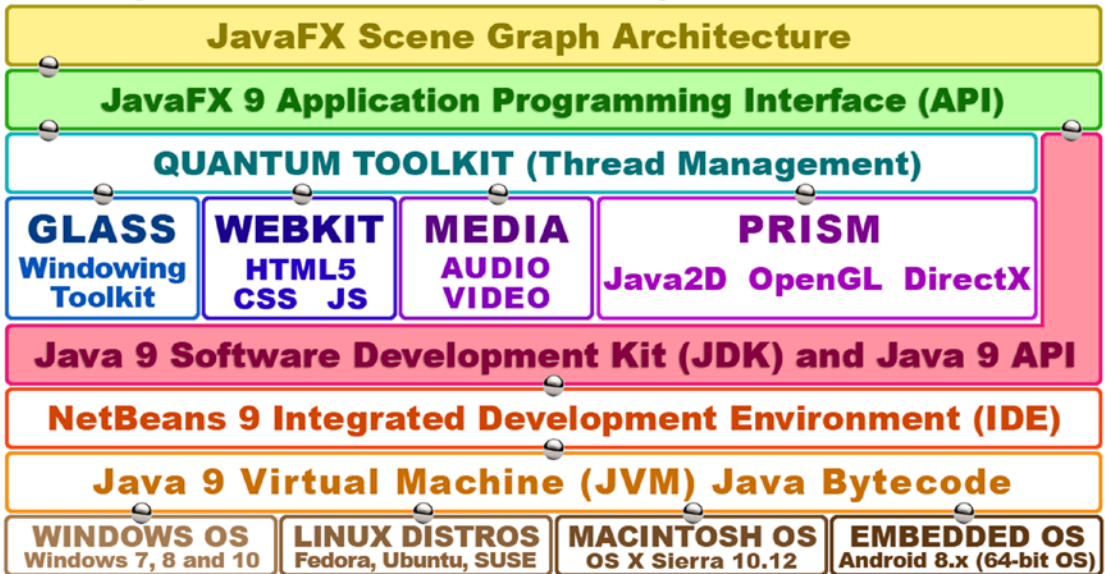 JavaFX Scene Graph Architecture
JavaFX 9 Application Programming Interface (API)
QUANTUM TOOLKIT (Thread Management)
GLASS
Windowing
Toolkit
WEBKIT
HTML5
CSS JS
MEDIA
AUDIO
VIDEO
PRISM
Java2D OpenGL DirectX
Java 9 Software Development Kit (JDK) and Java 9 API
NetBeans 9 Integrated Development Environment (IDE)
Java 9 Virtual Machine (JVM) Java Bytecode
WINDOWS OS
Windows 7, 8 and 10
LINUX DISTROS
Fedora, Ubuntu, SUSE
MACINTOSH OS
OS X Sierra 10.12
EMBEDDED OS
Android 8.x (64-bit OS)